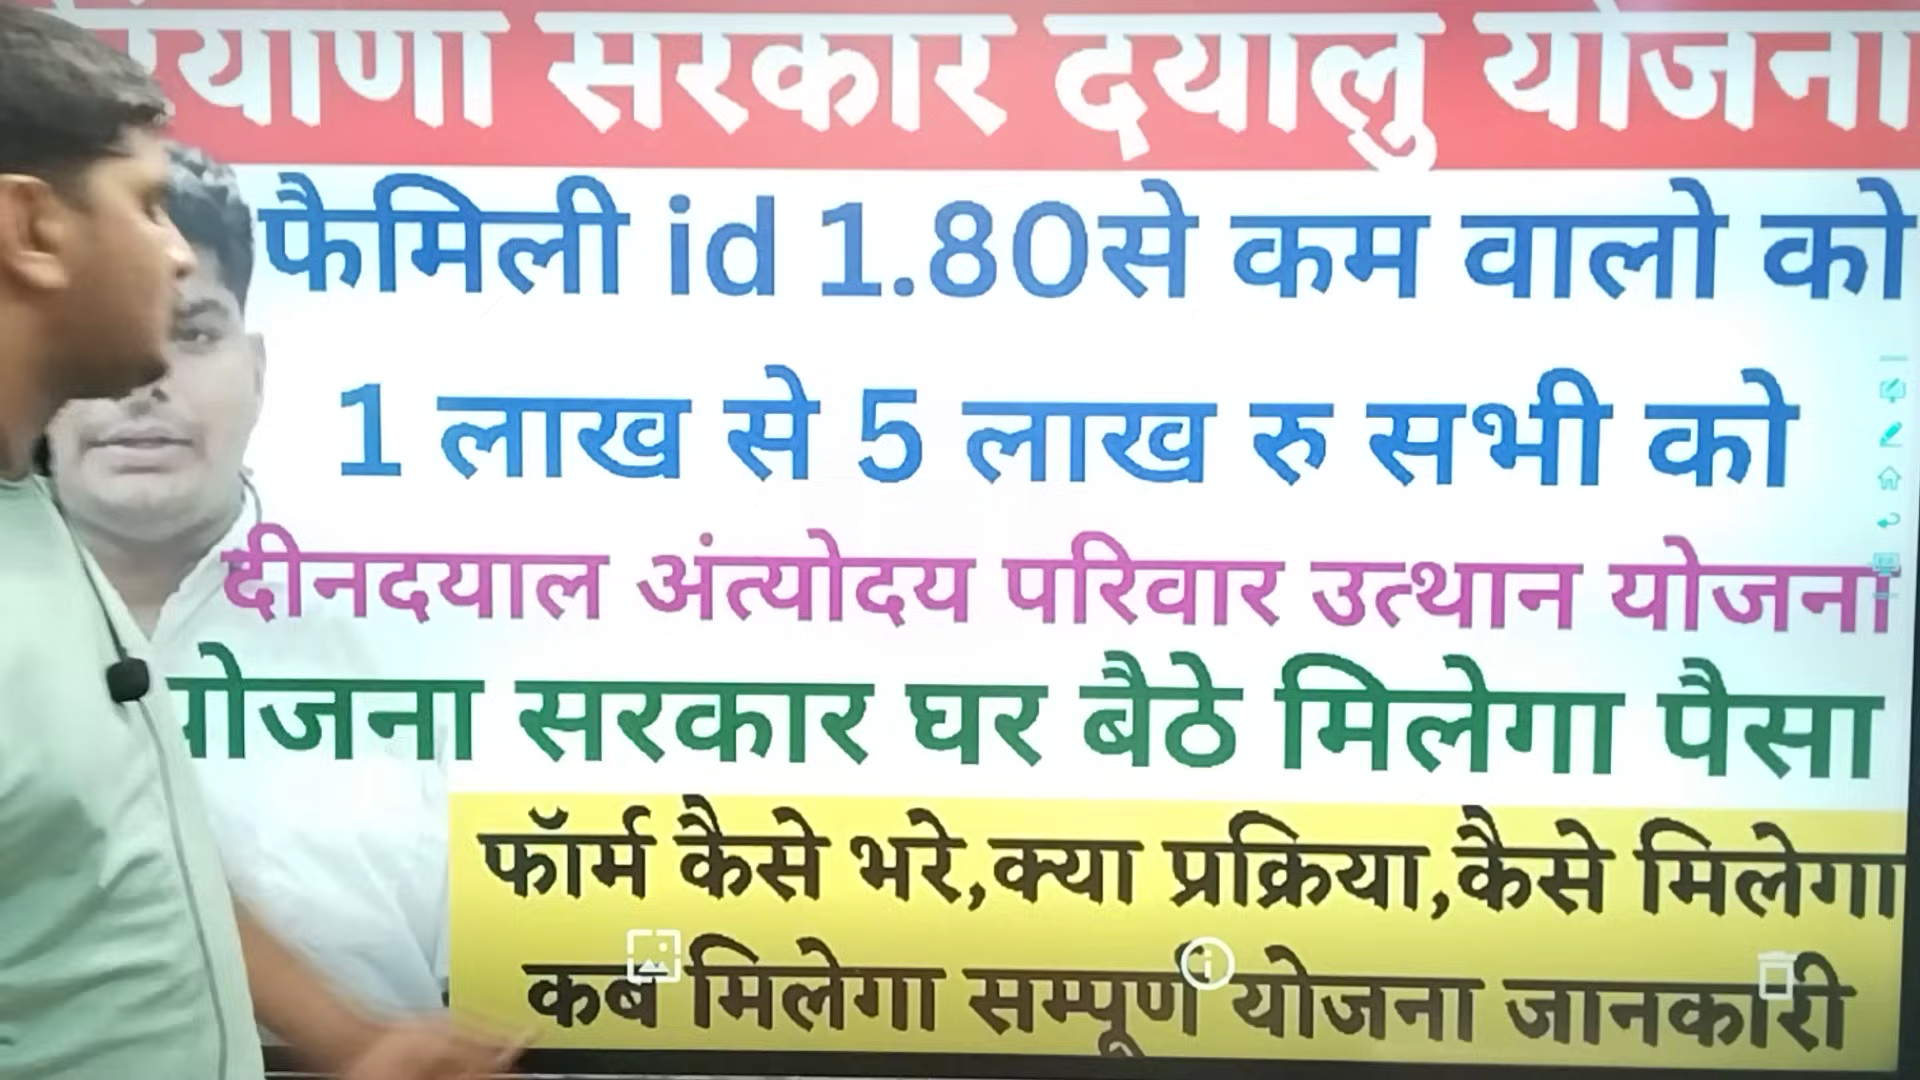 सरकार दयालु योजना
फैमिली id 1.80से कम वालो को
1 लाख से 5 लाख रु सभी को
दीनदयाल अंत्योदय परिवार उत्थान योजना
योजना सरकार घर बैठे मिलेगा पैसा
फॉर्म कैसे भरे,क्या प्रक्रिया,कैसे मिलेगा
कब मिलेगा सम्पूर्ण योजना जानकारी